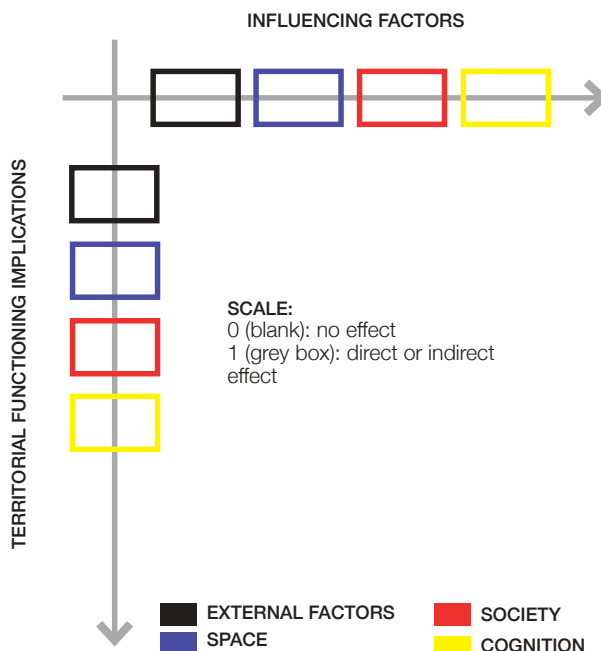 INFLUENCING FACTORS
TERRITORIAL FUNCTIONING IMPLICATIONS
SCALE:
0 (blank): no effect
1 (grey box): direct or indirect
effect
EXTERNAL FACTORS
SPACE
SOCIETY
COGNITION